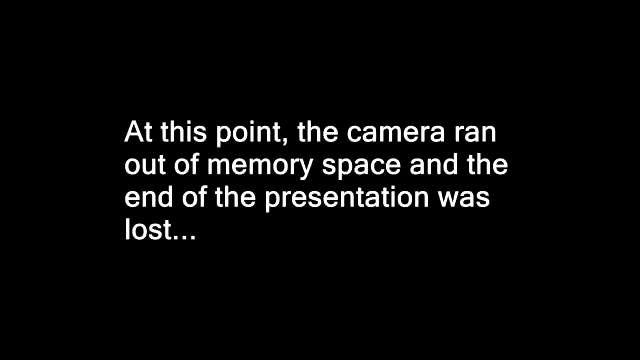 At this point, the camera ran
out of memory space and the
end of the presentation was
lost...